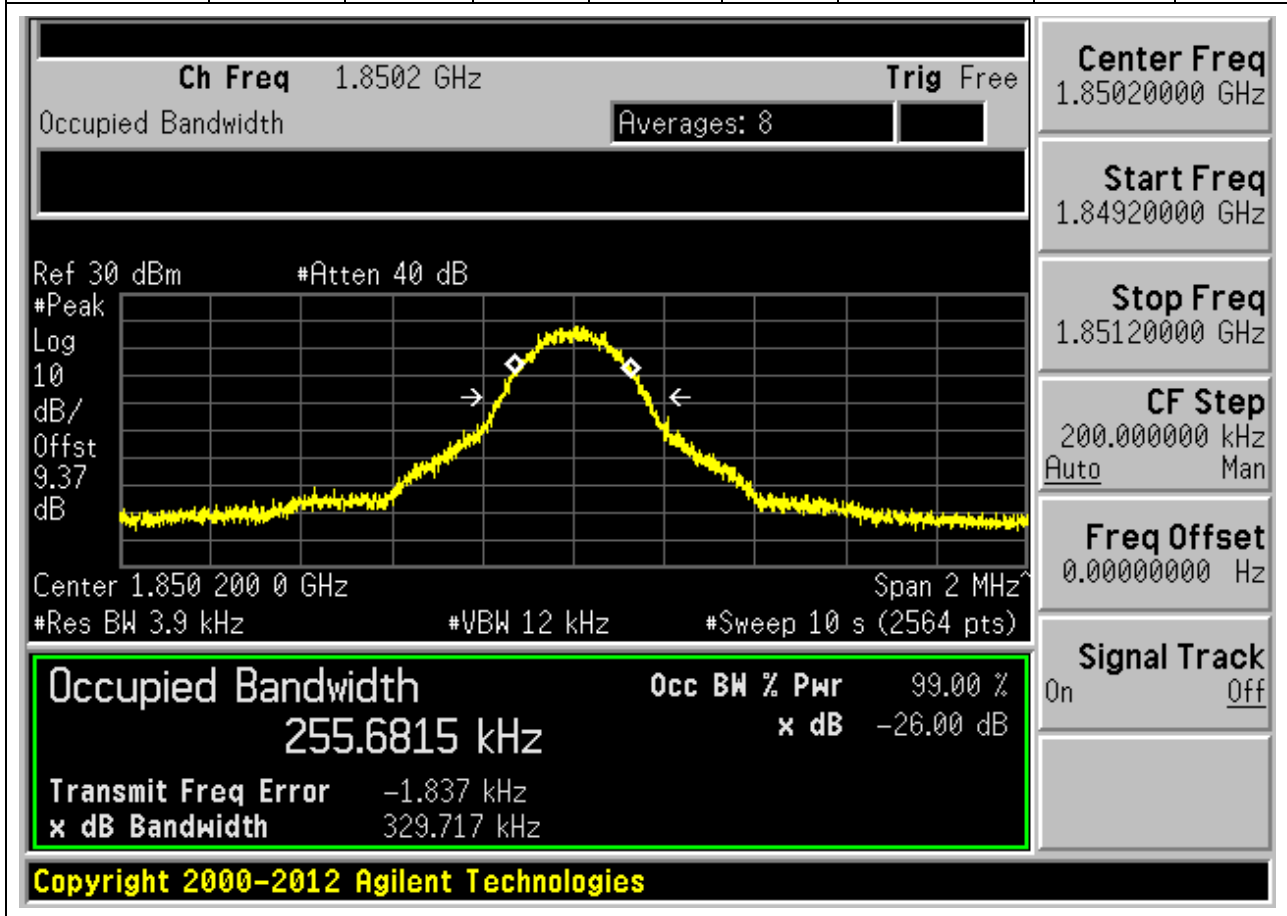 Ch Freq 1.8502 GHz Trig Free
Occupied Bandwidth Averages: 8
Ref 30 dBm #Atten 40 dB
#Peak
Log
10
dB/
Offst
9.37
dB
Center 1.850 200 0 GHz Span 2 MHz^
#Res BW 3.9 kHz #VBW 12 kHz #Sweep 10 s (2564 pts)
Occupied Bandwidth Occ BW % Pwr 99.00 %
255.6815 kHz x dB -26.00 dB
Transmit Freq Error -1.837 kHz
x dB Bandwidth 329.717 kHz
Copyright 2000-2012 Agilent Technologies
Center Freq
1.85020000 GHz
Start Freq
1.84920000 GHz
Stop Freq
1.85120000 GHz
CF Step
200.000000 kHz
Auto Man
Freq Offset
0.00000000 Hz
Signal Track
On Off